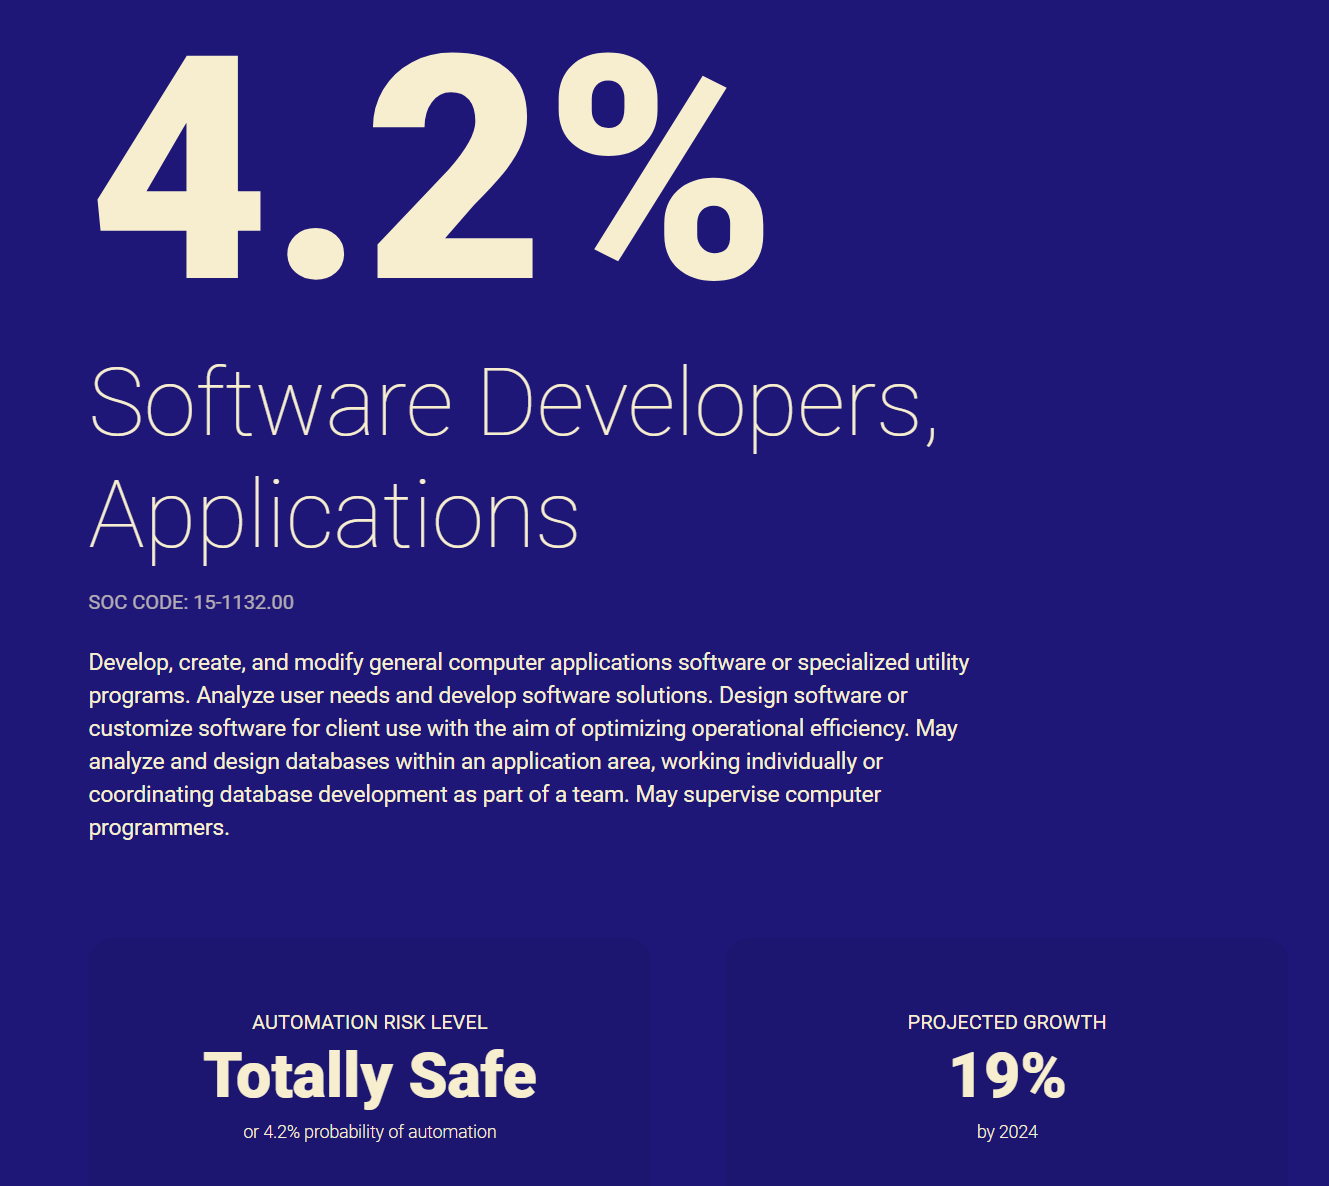 4.2%
Software Developers,
Applications
SOC CODE: 15-1132.00
Develop, create, and modify general computer applications software or specialized utility
programs. Analyze user needs and develop software solutions. Design software or
customize software for client use with the aim of optimizing operational efficiency. May
analyze and design databases within an application area, working individually or
coordinating database development as part of a team. May supervise computer
programmers.
AUTOMATION RISK LEVEL
Totally Safe
or 4.2% probability of automation
PROJECTED GROWTH
19%
by 2024